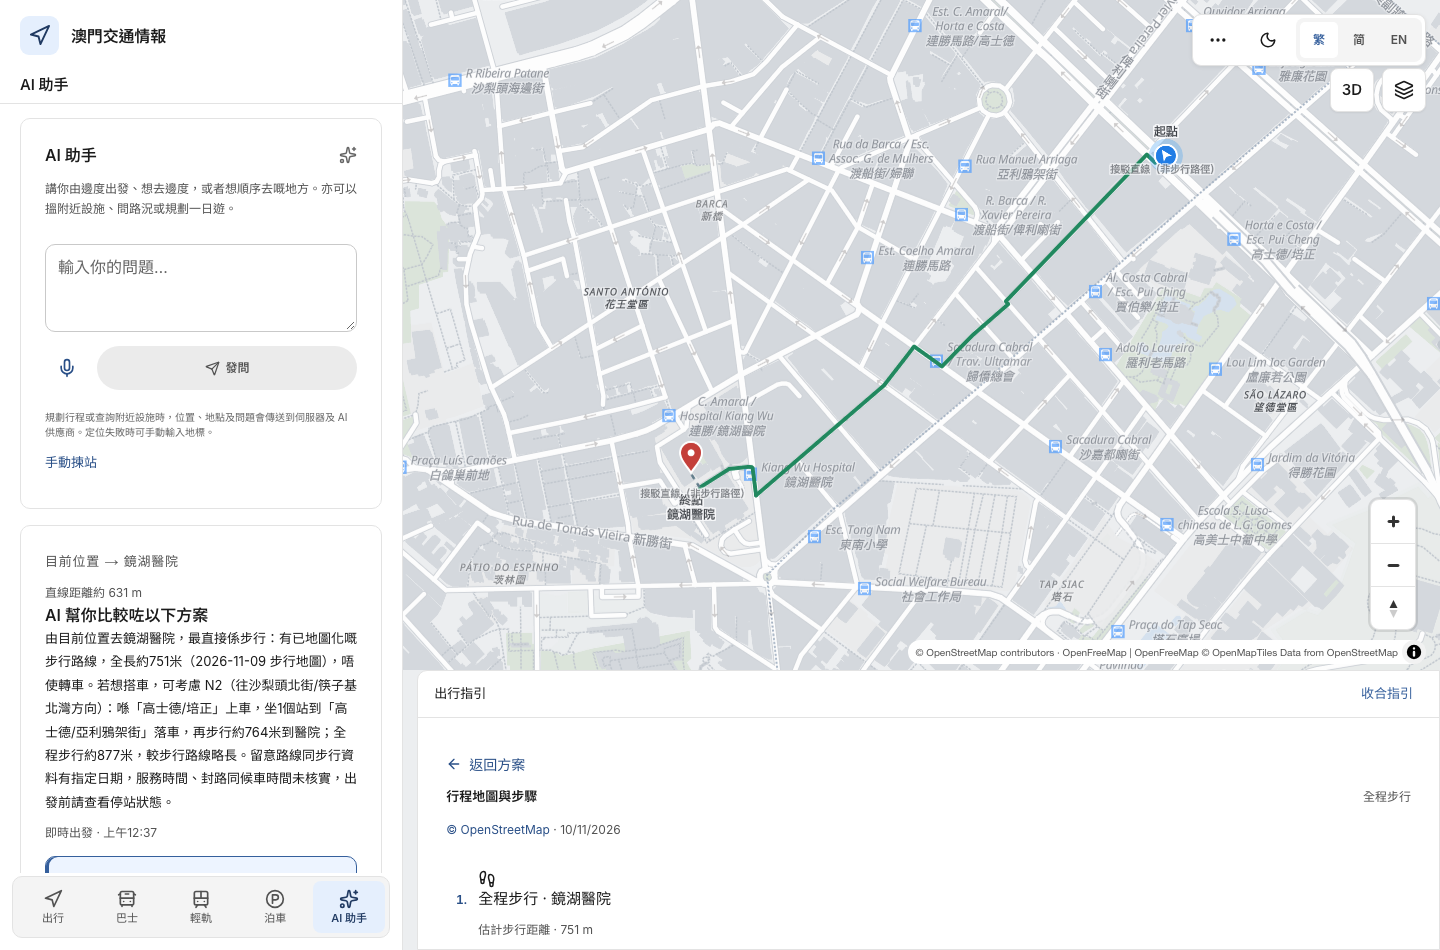 澳門交通情報
AI 助手
AI 助手
講你由邊度出發、想去邊度，或者想順序去嘅地方。亦可以
搵附近設施、問路況或規劃一日遊。
輸入你的問題...
發問
規劃行程或查詢附近設施時，位置、地點及問題會傳送到伺服器及 AI
供應商。定位失敗時可手動輸入地標。
手動揀站
目前位置 → 鏡湖醫院
直線距離約 631 m
AI 幫你比較咗以下方案
由目前位置去鏡湖醫院，最直接係步行：有已地圖化嘅
步行路線，全長約751米（2026-11-09 步行地圖），唔
使轉車。若想搭車，可考慮 N2（往沙梨頭北街/筷子基
北灣方向）：喺「高士德/培正」上車，坐1個站到「高
士德/亞利鴉架街」落車，再步行約764米到醫院；全
程步行約877米，較步行路線略長。留意路線同步行資
料有指定日期，服務時間、封路同候車時間未核實，出
發前請查看停站狀態。
即時出發 · 上午12:37
出行
巴士
輕軌
泊車
AI 助手
Est. C. Amaral/
Horta e Costa
連勝馬路/高士德
Ouvidor Arriaga
繁
简
EN
雅廉花園
3D
R Ribeira Patane
沙梨頭海邊街
起點
接駁直線（非步行路徑）
Rua da Barca / Esc.
Assoc. G. de Mulhers
渡船街/婦聯
Rua Manuel Arriaga
亞利鴉架街
BARCA
新橋
R. Barca / R.
Xavier Pereira
渡船街/俾利喇街
Horta e Costa /
Esc. Pui Cheng
高士德/培正
Est. Coelho Amaral
連勝馬路
SANTO ANTÓNIO
花王堂區
Al. Costa Cabral
/ Esc. Pui Ching
賈伯樂/培正
Sacadura Cabral
Trav. Ultramar
歸僑總會
Adolfo Loureiro
羅利老馬路
Lou Lim Ioc Garden
盧廉若公園
SÃO LÁZARO
望德堂區
C. Amaral /
Hospital Kiang Wu
連勝/鏡湖醫院
Sacadura Cabral
沙嘉都喇街
Jardim da Vitória
得勝花園
Praça Luís Camões
白鴿巢前地
Kiang Wu Hospital
鏡湖醫院
接駁直線（非步行路徑）
終點
鏡湖醫院
Rua de Tomás Vieira 新勝街
Esc. Tong Nam
東南小學
Escola S. Luso-
chinesa de L.G. Gomes
高美士中葡中學
PÁTIO DO ESPINHO
茨林圍
Social Welfare Bureau
社會工作局
TAP SIAC
塔石
Praça do Tap Seac
塔石廣場
© OpenStreetMap contributors · OpenFreeMap | OpenFreeMap © OpenMapTiles Data from OpenStreetMap
出行指引
收合指引
返回方案
行程地圖與步驟
全程步行
© OpenStreetMap · 10/11/2026
1.
全程步行 · 鏡湖醫院
估計步行距離 · 751 m